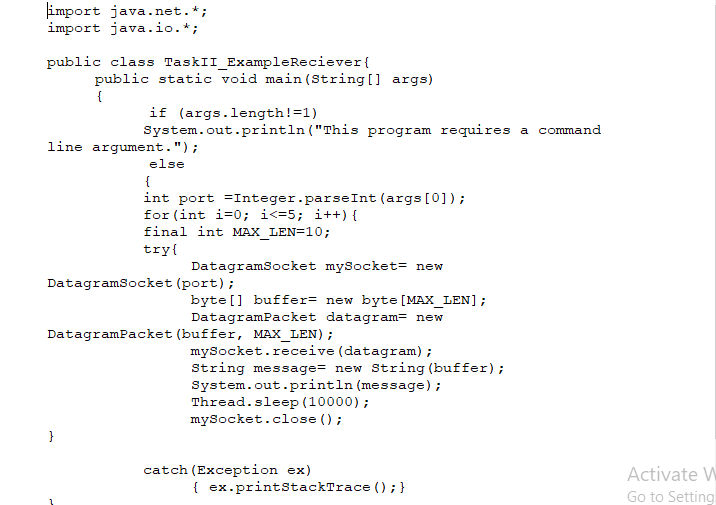 import java.net.*;
import java.io.*;
public class TaskII_ExampleReciever{
public static void main(String[] args)
{
if (args.length!=1)
System.out.println("This program requires a command
line argument.");
else
{
int port =Integer.parseInt(args[0]);
for(int i=0; i<=5; i++){
final int MAX_LEN=10;
try{
DatagramSocket mySocket= new
DatagramSocket(port);
byte[] buffer= new byte[MAX_LEN];
DatagramPacket datagram= new
DatagramPacket(buffer, MAX_LEN);
mySocket.receive(datagram);
String message= new String(buffer);
System.out.println(message);
Thread.sleep(10000);
mySocket.close();
}
catch(Exception ex)
{ ex.printStackTrace();}
}
Activate W
Go to Setting